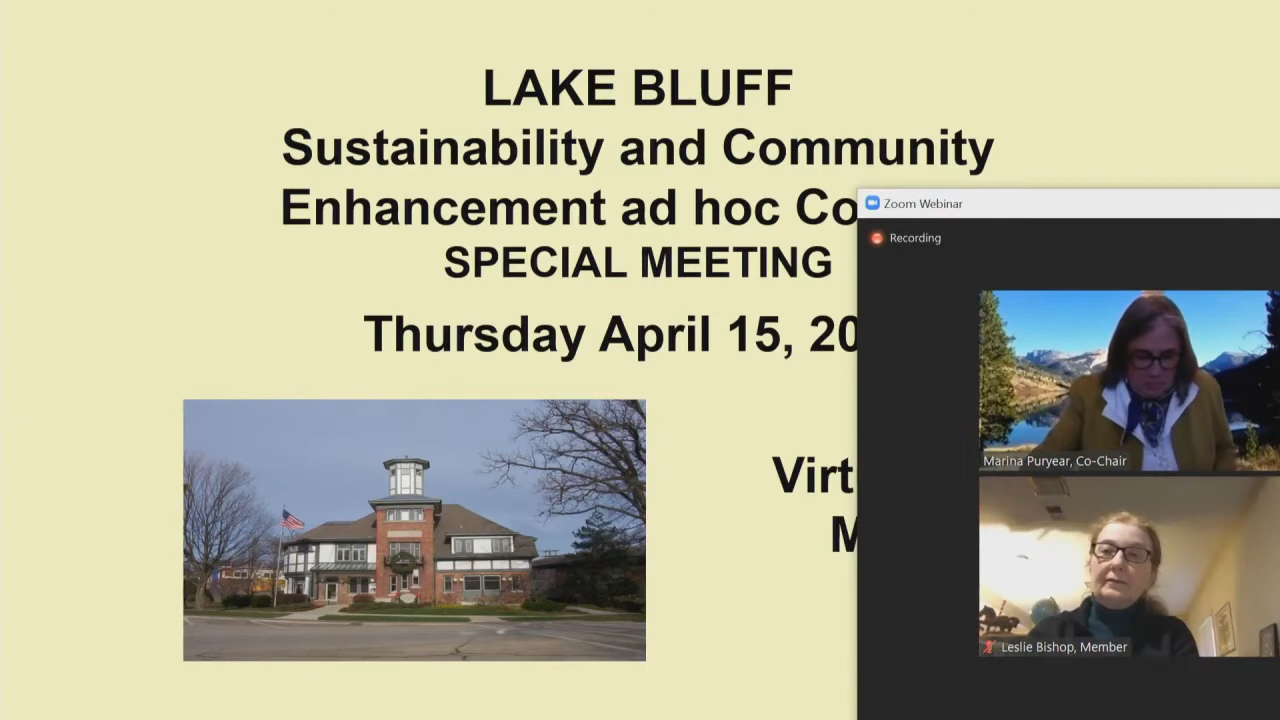 LAKE BLUFF
Sustainability and Community
Enhancement ad hoc Co
SPECIAL MEETING
Thursday April 15, 20
Virt
M
Zoom Webinar
Recording
Marina Puryear, Co-Chair
Leslie Bishop, Member